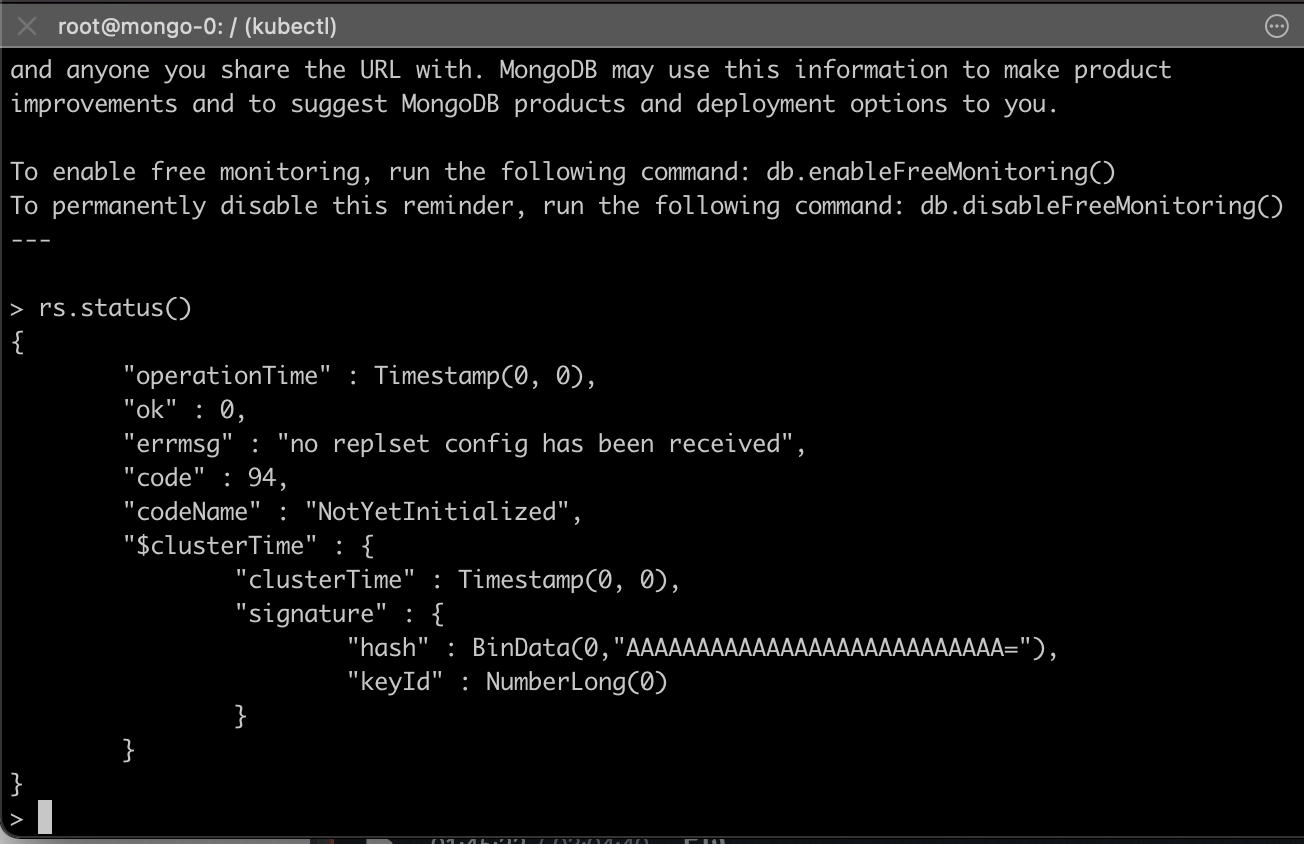 root@mongo-0: / (kubectl)
and anyone you share the URL with. MongoDB may use this information to make product
improvements and to suggest MongoDB products and deployment options to you.
To enable free monitoring, run the following command: db.enableFreeMonitoring()
To permanently disable this reminder, run the following command: db.disableFreeMonitoring()
---
> rs.status()
{
"operationTime" : Timestamp(0, 0),
"ok" : 0,
"errmsg" : "no replset config has been received",
"code" : 94,
"codeName" : "NotYetInitialized",
"$clusterTime" : {
"clusterTime" : Timestamp(0, 0),
"signature" : {
"hash" : BinData(0,"AAAAAAAAAAAAAAAAAAAAAAAAAAA="),
"keyId" : NumberLong(0)
}
}
}
>